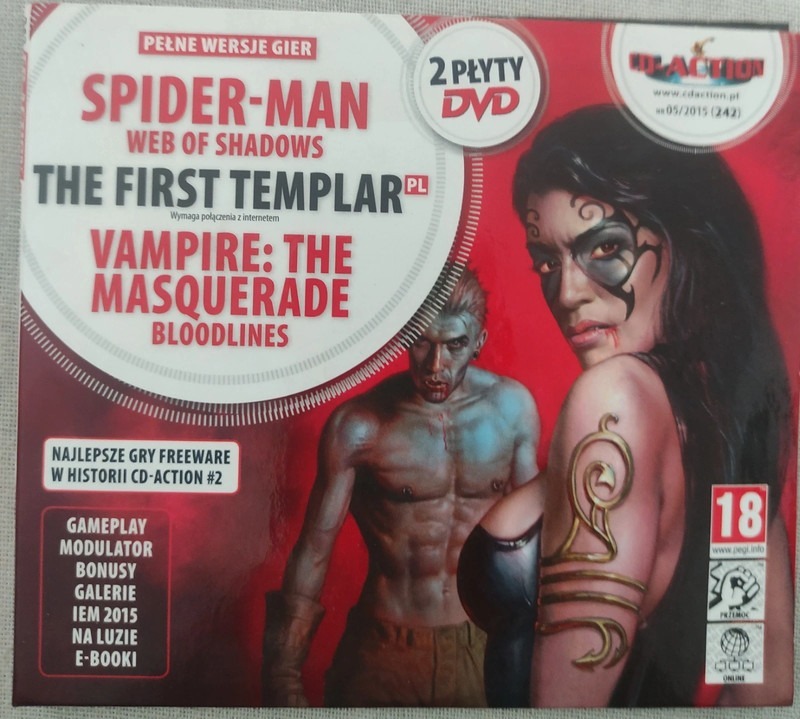 PEŁNE WERSJE GIER
SPIDER-MAN
WEB OF SHADOWS
THE FIRST TEMPLAR PL
Wymaga połączenia z internetem
VAMPIRE: THE
MASQUERADE
BLOODLINES
2 PŁYTY
DVD
CD-ACTION
www.cdaction.pl
nr 05/2015 (242)
NAJLEPSZE GRY FREEWARE
W HISTORII CD-ACTION #2
GAMEPLAY
MODULATOR
BONUSY
GALERIE
IEM 2015
NA LUZIE
E-BOOKI
18
www.pegi.info
PRZEMOC
ONLINE